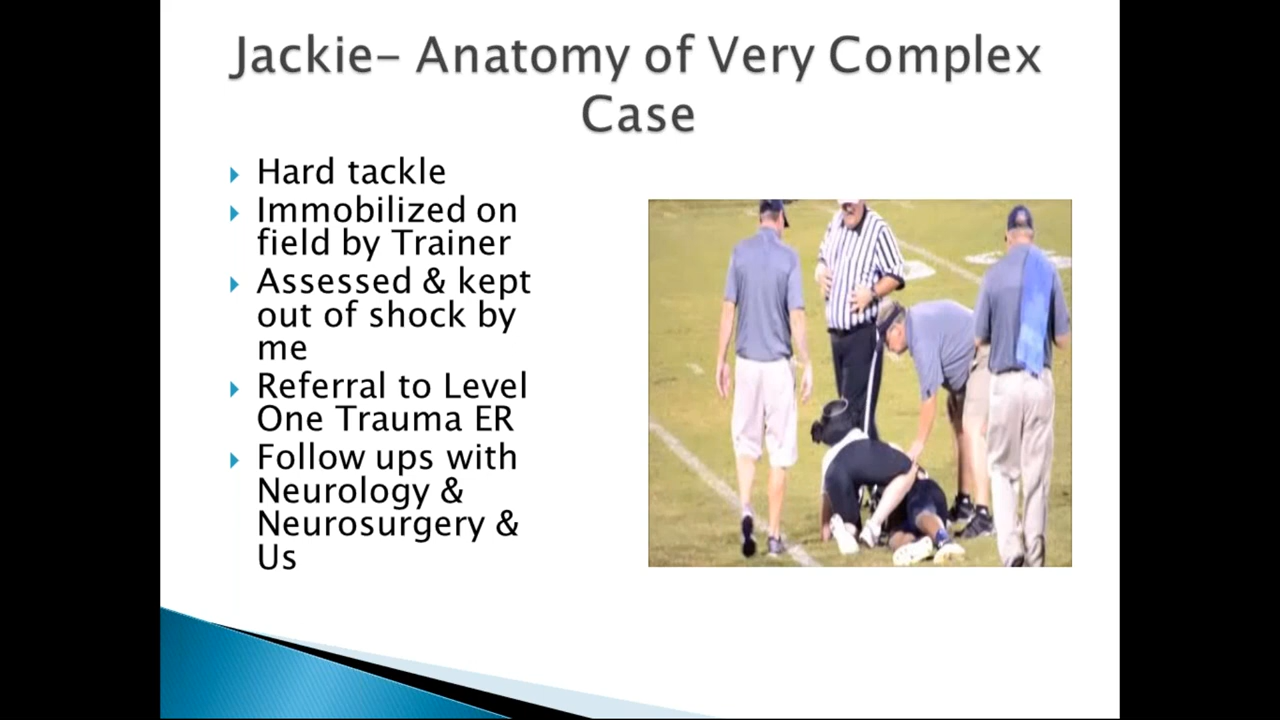 Jackie– Anatomy of Very Complex
Case
Hard tackle
Immobilized on
field by Trainer
Assessed & kept
out of shock by
me
Referral to Level
One Trauma ER
Follow ups with
Neurology &
Neurosurgery &
Us